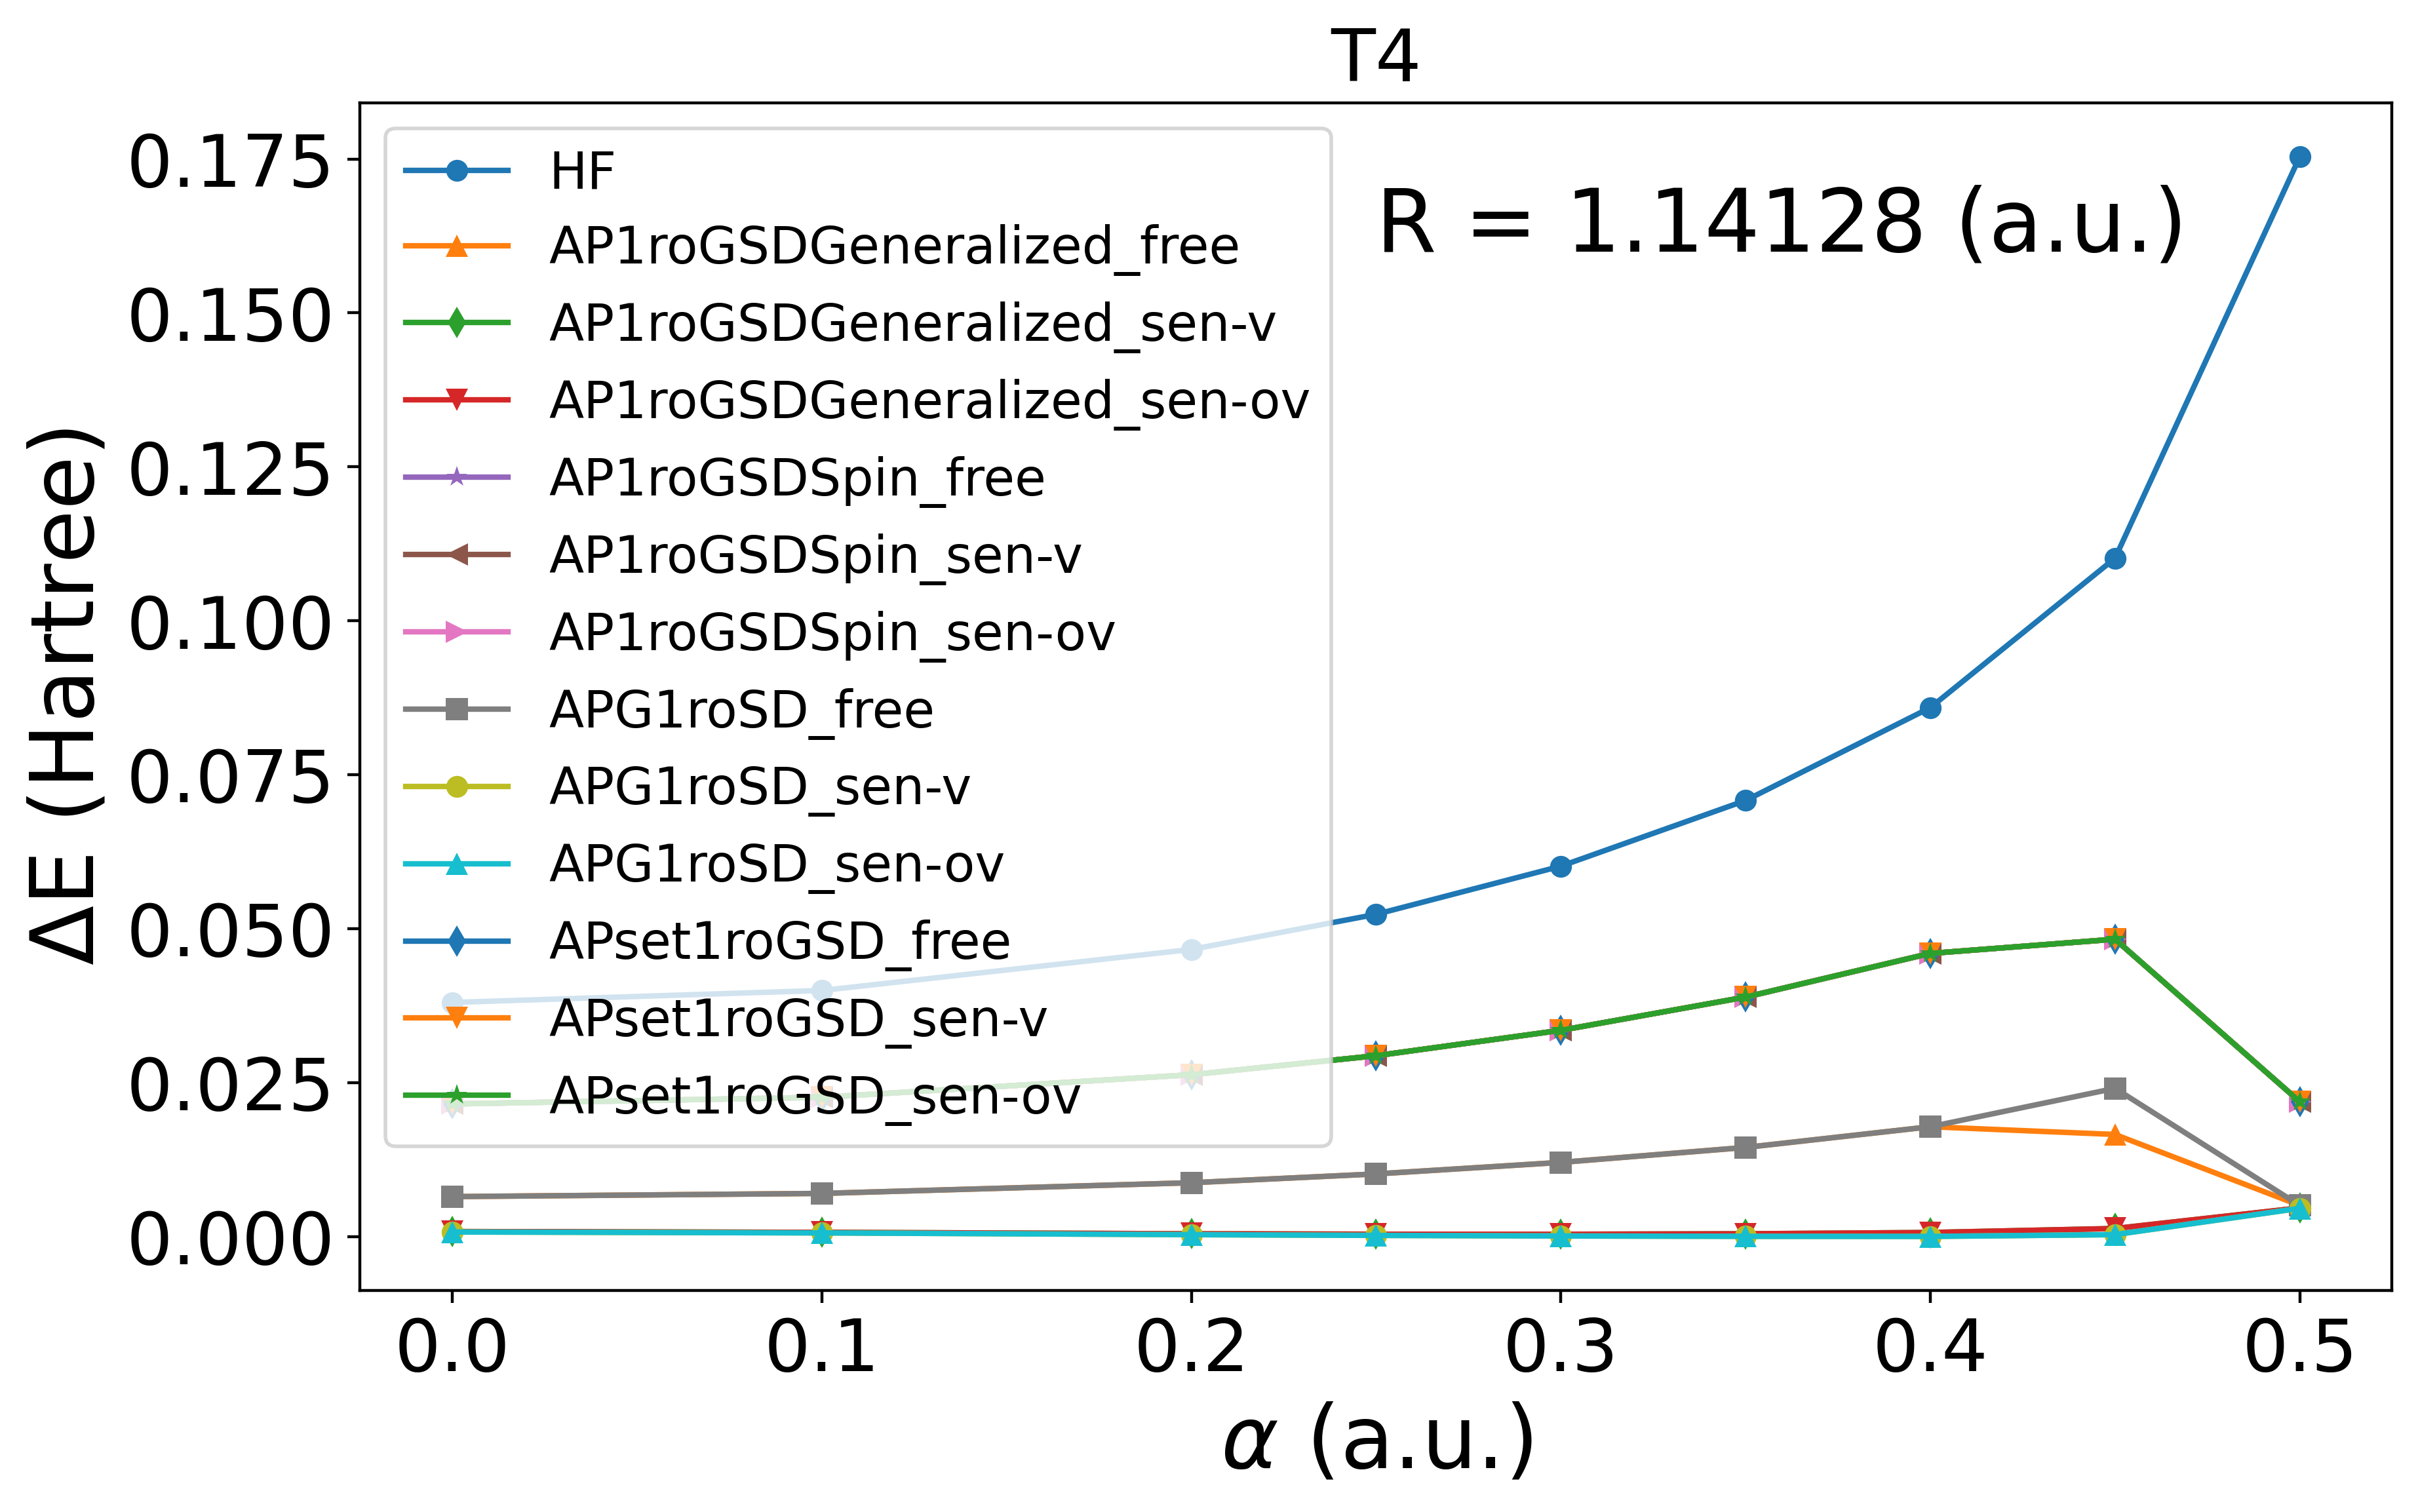 T4
R = 1.14128 (a.u.)
HF
AP1roGSDGeneralized_free
AP1roGSDGeneralized_sen-v
AP1roGSDGeneralized_sen-ov
AP1roGSDSpin_free
AP1roGSDSpin_sen-v
AP1roGSDSpin_sen-ov
APG1roSD_free
APG1roSD_sen-v
APG1roSD_sen-ov
APset1roGSD_free
APset1roGSD_sen-v
APset1roGSD_sen-ov
ΔE (Hartree)
0.175
0.150
0.125
0.100
0.075
0.050
0.025
0.000
0.0 0.1 0.2 0.3 0.4 0.5
α (a.u.)